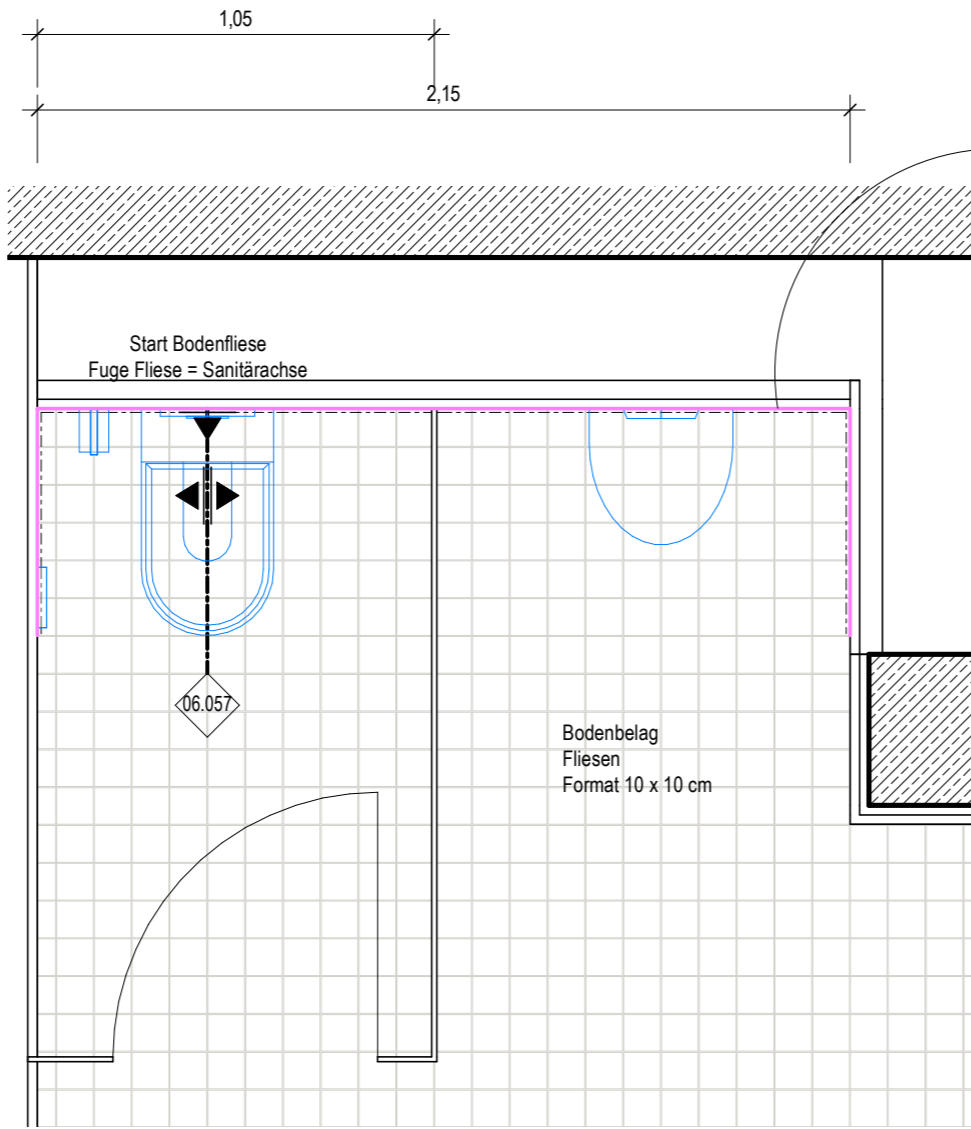 1,05
2,15
Start Bodenfliese
Fuge Fliese = Sanitärachse
06.057
Bodenbelag
Fliesen
Format 10 x 10 cm